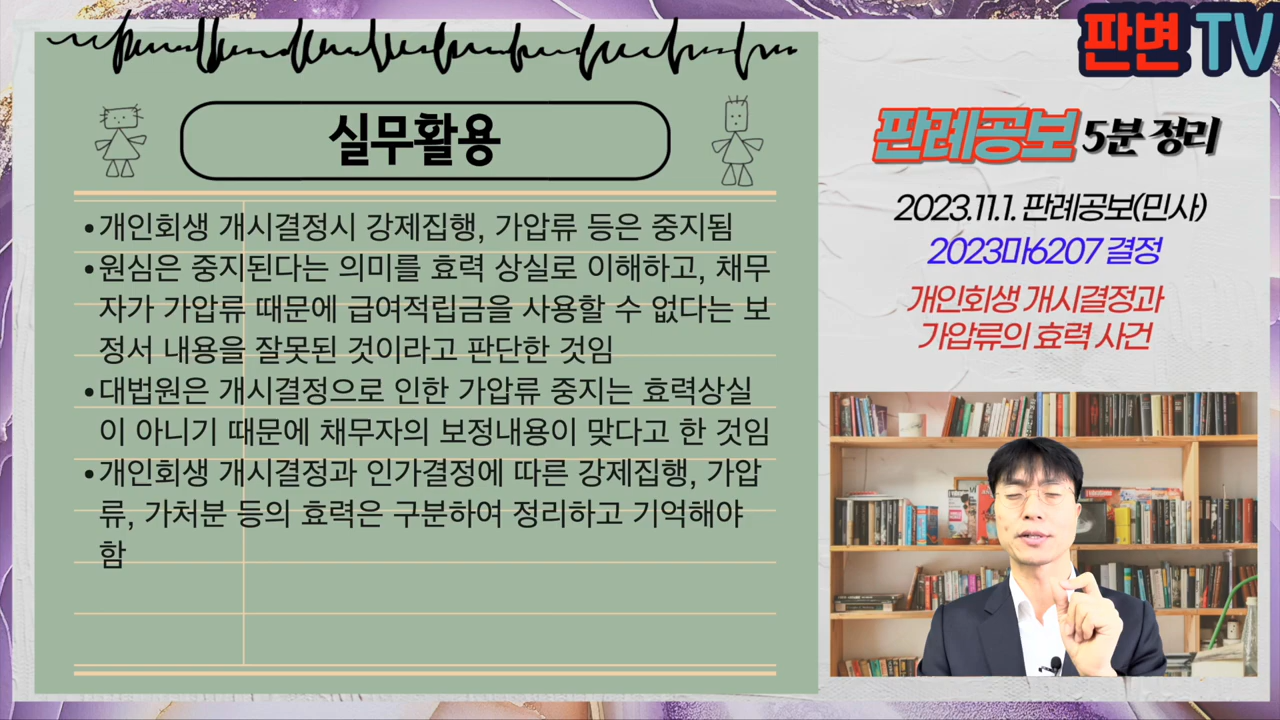 판변 TV
실무활용
•개인회생 개시결정시 강제집행, 가압류 등은 중지됨
•원심은 중지된다는 의미를 효력 상실로 이해하고, 채무
자가 가압류 때문에 급여적립금을 사용할 수 없다는 보
정서 내용을 잘못된 것이라고 판단한 것임
•대법원은 개시결정으로 인한 가압류 중지는 효력상실
이 아니기 때문에 채무자의 보정내용이 맞다고 한 것임
•개인회생 개시결정과 인가결정에 따른 강제집행, 가압
류, 가처분 등의 효력은 구분하여 정리하고 기억해야
함
판례공보 5분 정리
2023.11.1. 판례공보(민사)
2023마6207 결정
개인회생 개시결정과
가압류의 효력 사건